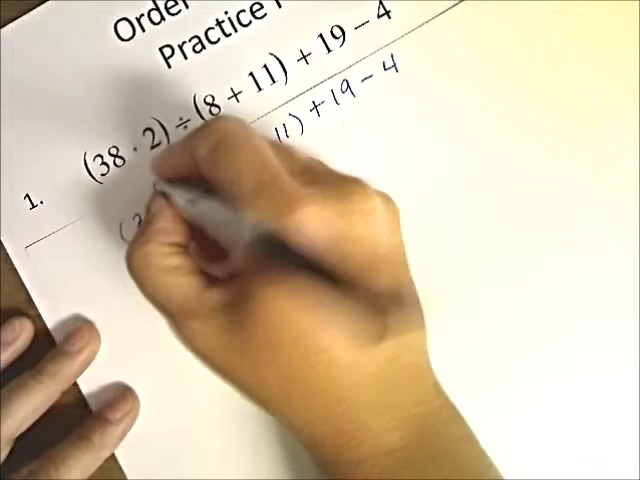 Order
Practice
1. (38 · 2) ÷ (8 + 11) + 19 – 4
( 11) + 19 – 4